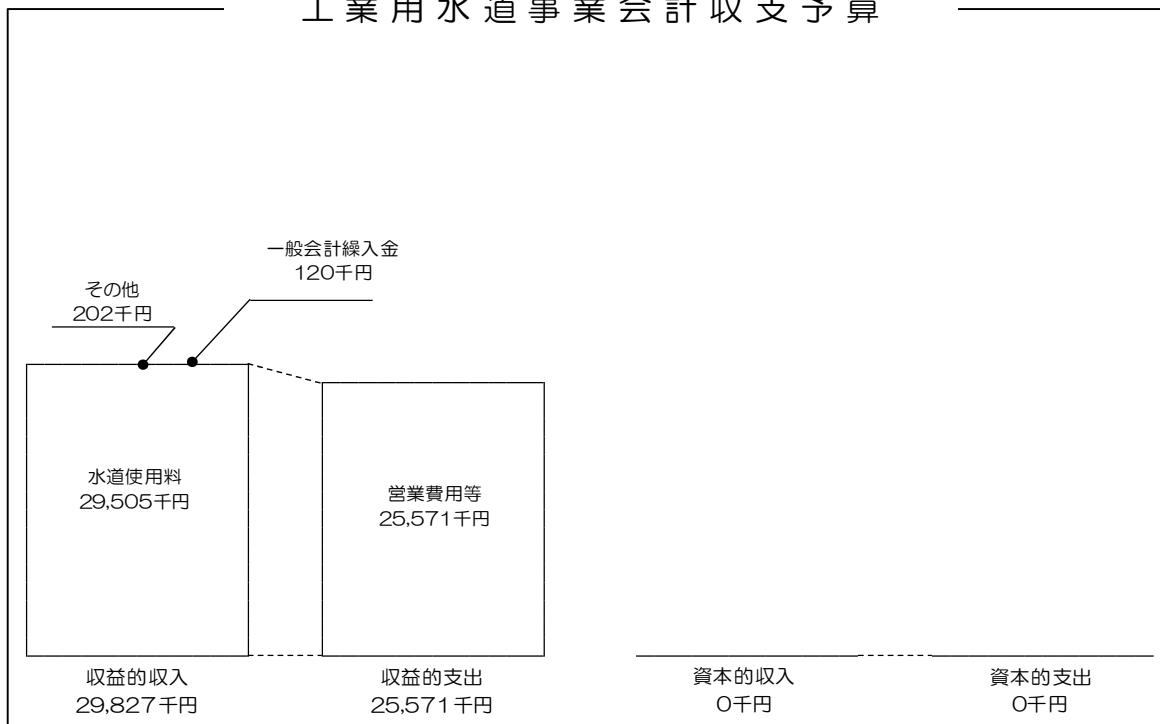 工業用水道事業会計収支予算
一般会計繰入金
120千円
その他
202千円
水道使用料
29,505千円
営業費用等
25,571千円
収益的収入
29,827千円
収益的支出
25,571千円
資本的収入
0千円
資本的支出
0千円